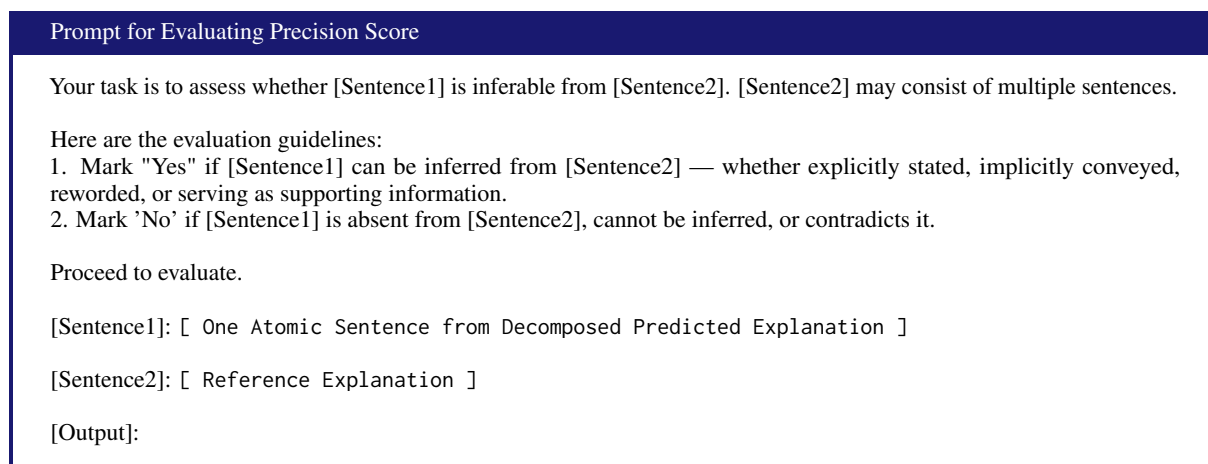 Prompt for Evaluating Precision Score
Your task is to assess whether [Sentence1] is inferable from [Sentence2]. [Sentence2] may consist of multiple sentences.
Here are the evaluation guidelines:
1. Mark "Yes" if [Sentence1] can be inferred from [Sentence2] — whether explicitly stated, implicitly conveyed,
reworded, or serving as supporting information.
2. Mark ’No’ if [Sentence1] is absent from [Sentence2], cannot be inferred, or contradicts it.
Proceed to evaluate.
[Sentence1]: [ One Atomic Sentence from Decomposed Predicted Explanation ]
[Sentence2]: [ Reference Explanation ]
[Output]: